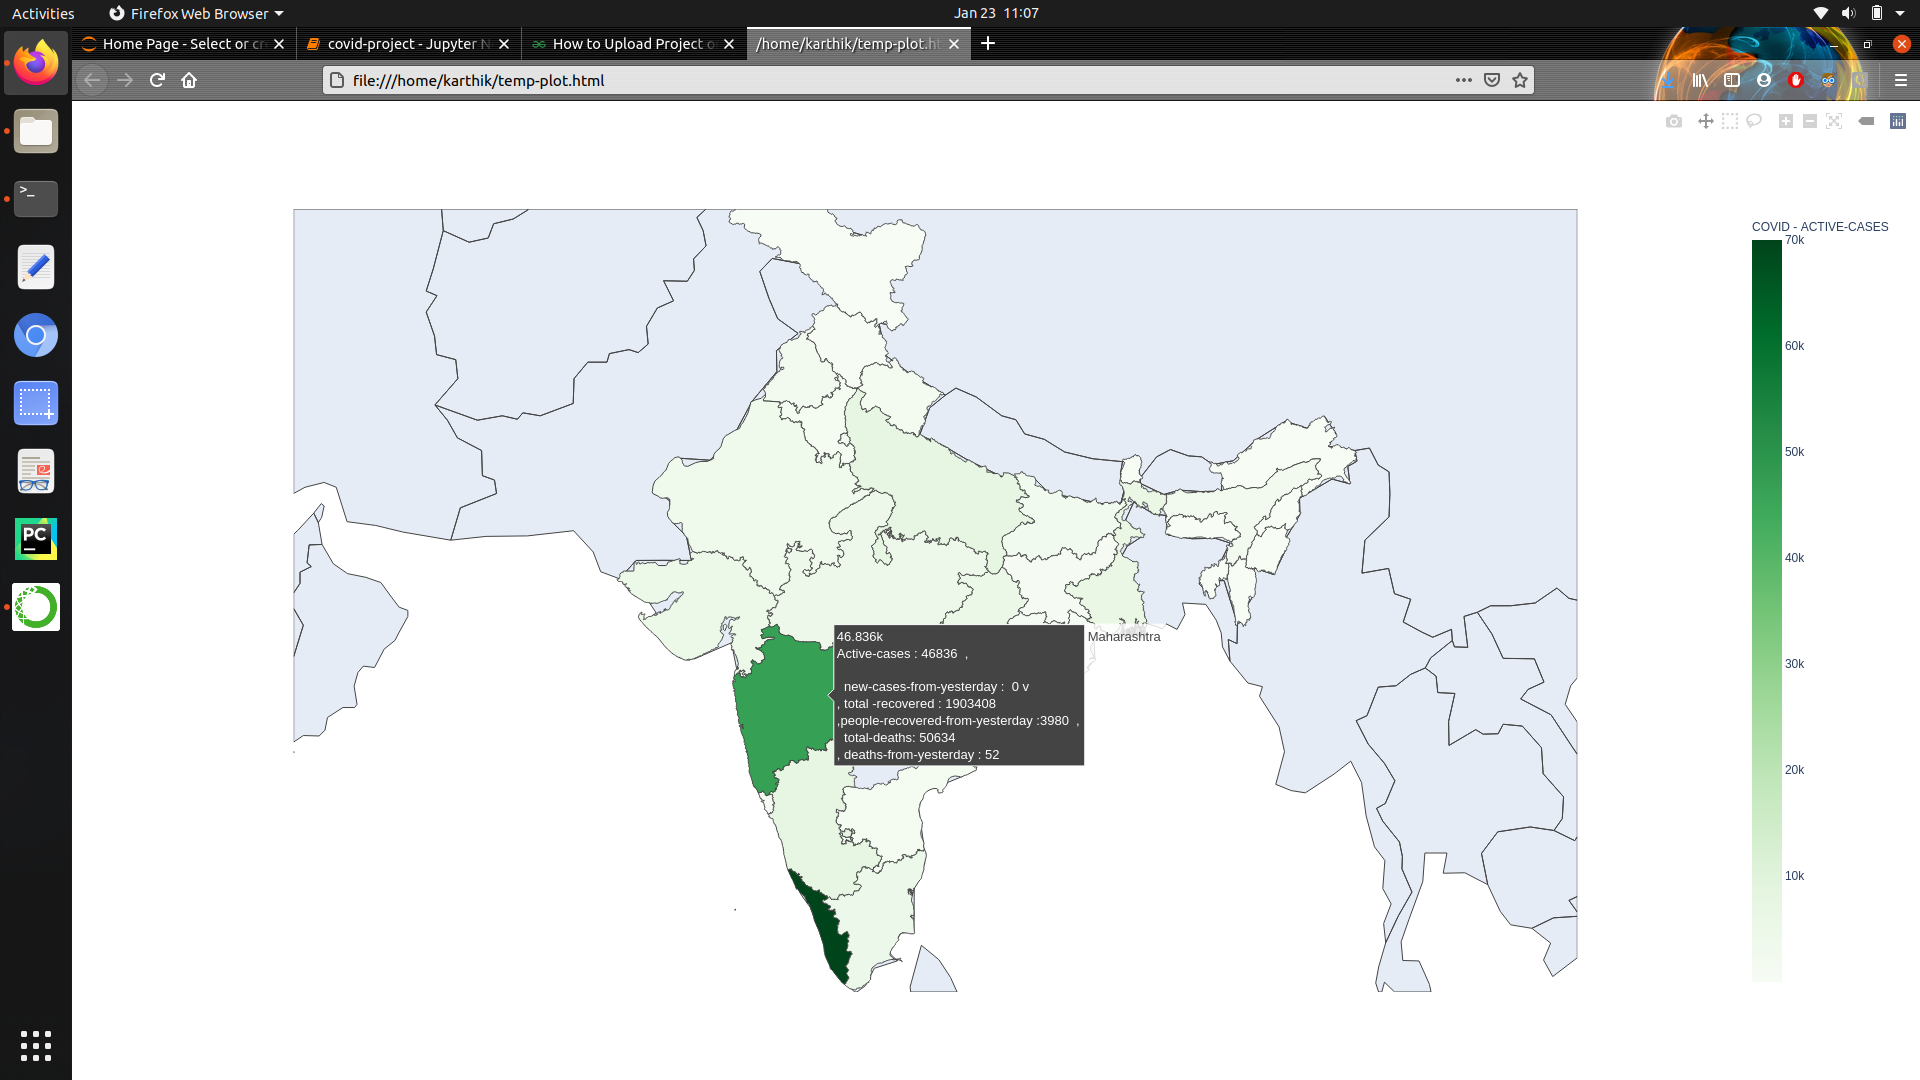 Activities
Firefox Web Browser
Jan 23 11:07
Home Page - Select or cr
covid-project - Jupyter N
How to Upload Project o
/home/karthik/temp-plot.ht
file:///home/karthik/temp-plot.html
COVID - ACTIVE-CASES
70k
60k
50k
40k
30k
20k
10k
46.836k
Active-cases : 46836 ,
new-cases-from-yesterday : 0 v
, total -recovered : 1903408
,people-recovered-from-yesterday :3980 ,
total-deaths: 50634
, deaths-from-yesterday : 52
Maharashtra
>_
PC